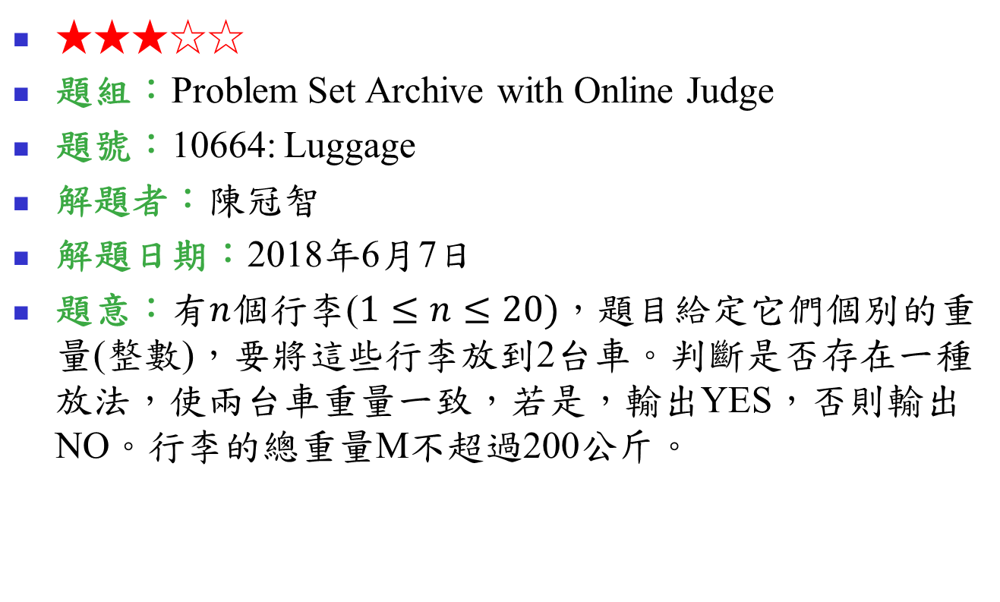 ★★★☆☆
題組：Problem Set Archive with Online Judge
題號：10664: Luggage
解題者：陳冠智
解題日期：2018年6月7日
題意：有n個行李(1 ≤ n ≤ 20)，題目給定它們個別的重
量(整數)，要將這些行李放到2台車。判斷是否存在一種
放法，使兩台車重量一致，若是，輸出YES，否則輸出
NO。行李的總重量M不超過200公斤。